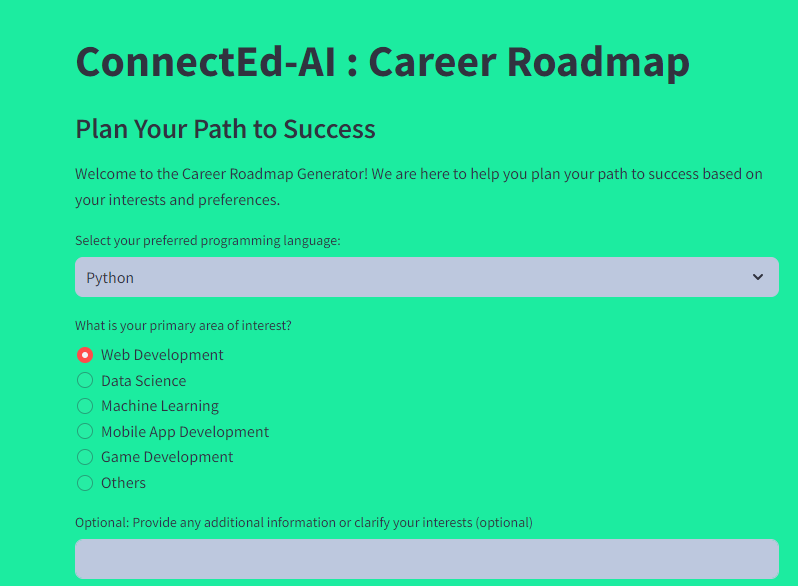 ConnectEd-AI : Career Roadmap
Plan Your Path to Success
Welcome to the Career Roadmap Generator! We are here to help you plan your path to success based on
your interests and preferences.
Select your preferred programming language:
Python
What is your primary area of interest?
Web Development
Data Science
Machine Learning
Mobile App Development
Game Development
Others
Optional: Provide any additional information or clarify your interests (optional)